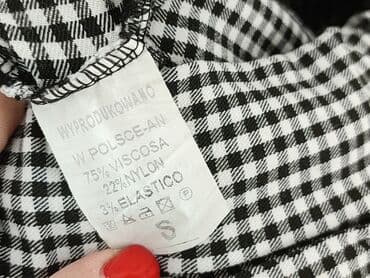 WYPRODUKOWANO
W POLSCE-AN
75% VISCOSA
22% NYLON
3% ELASTICO
S